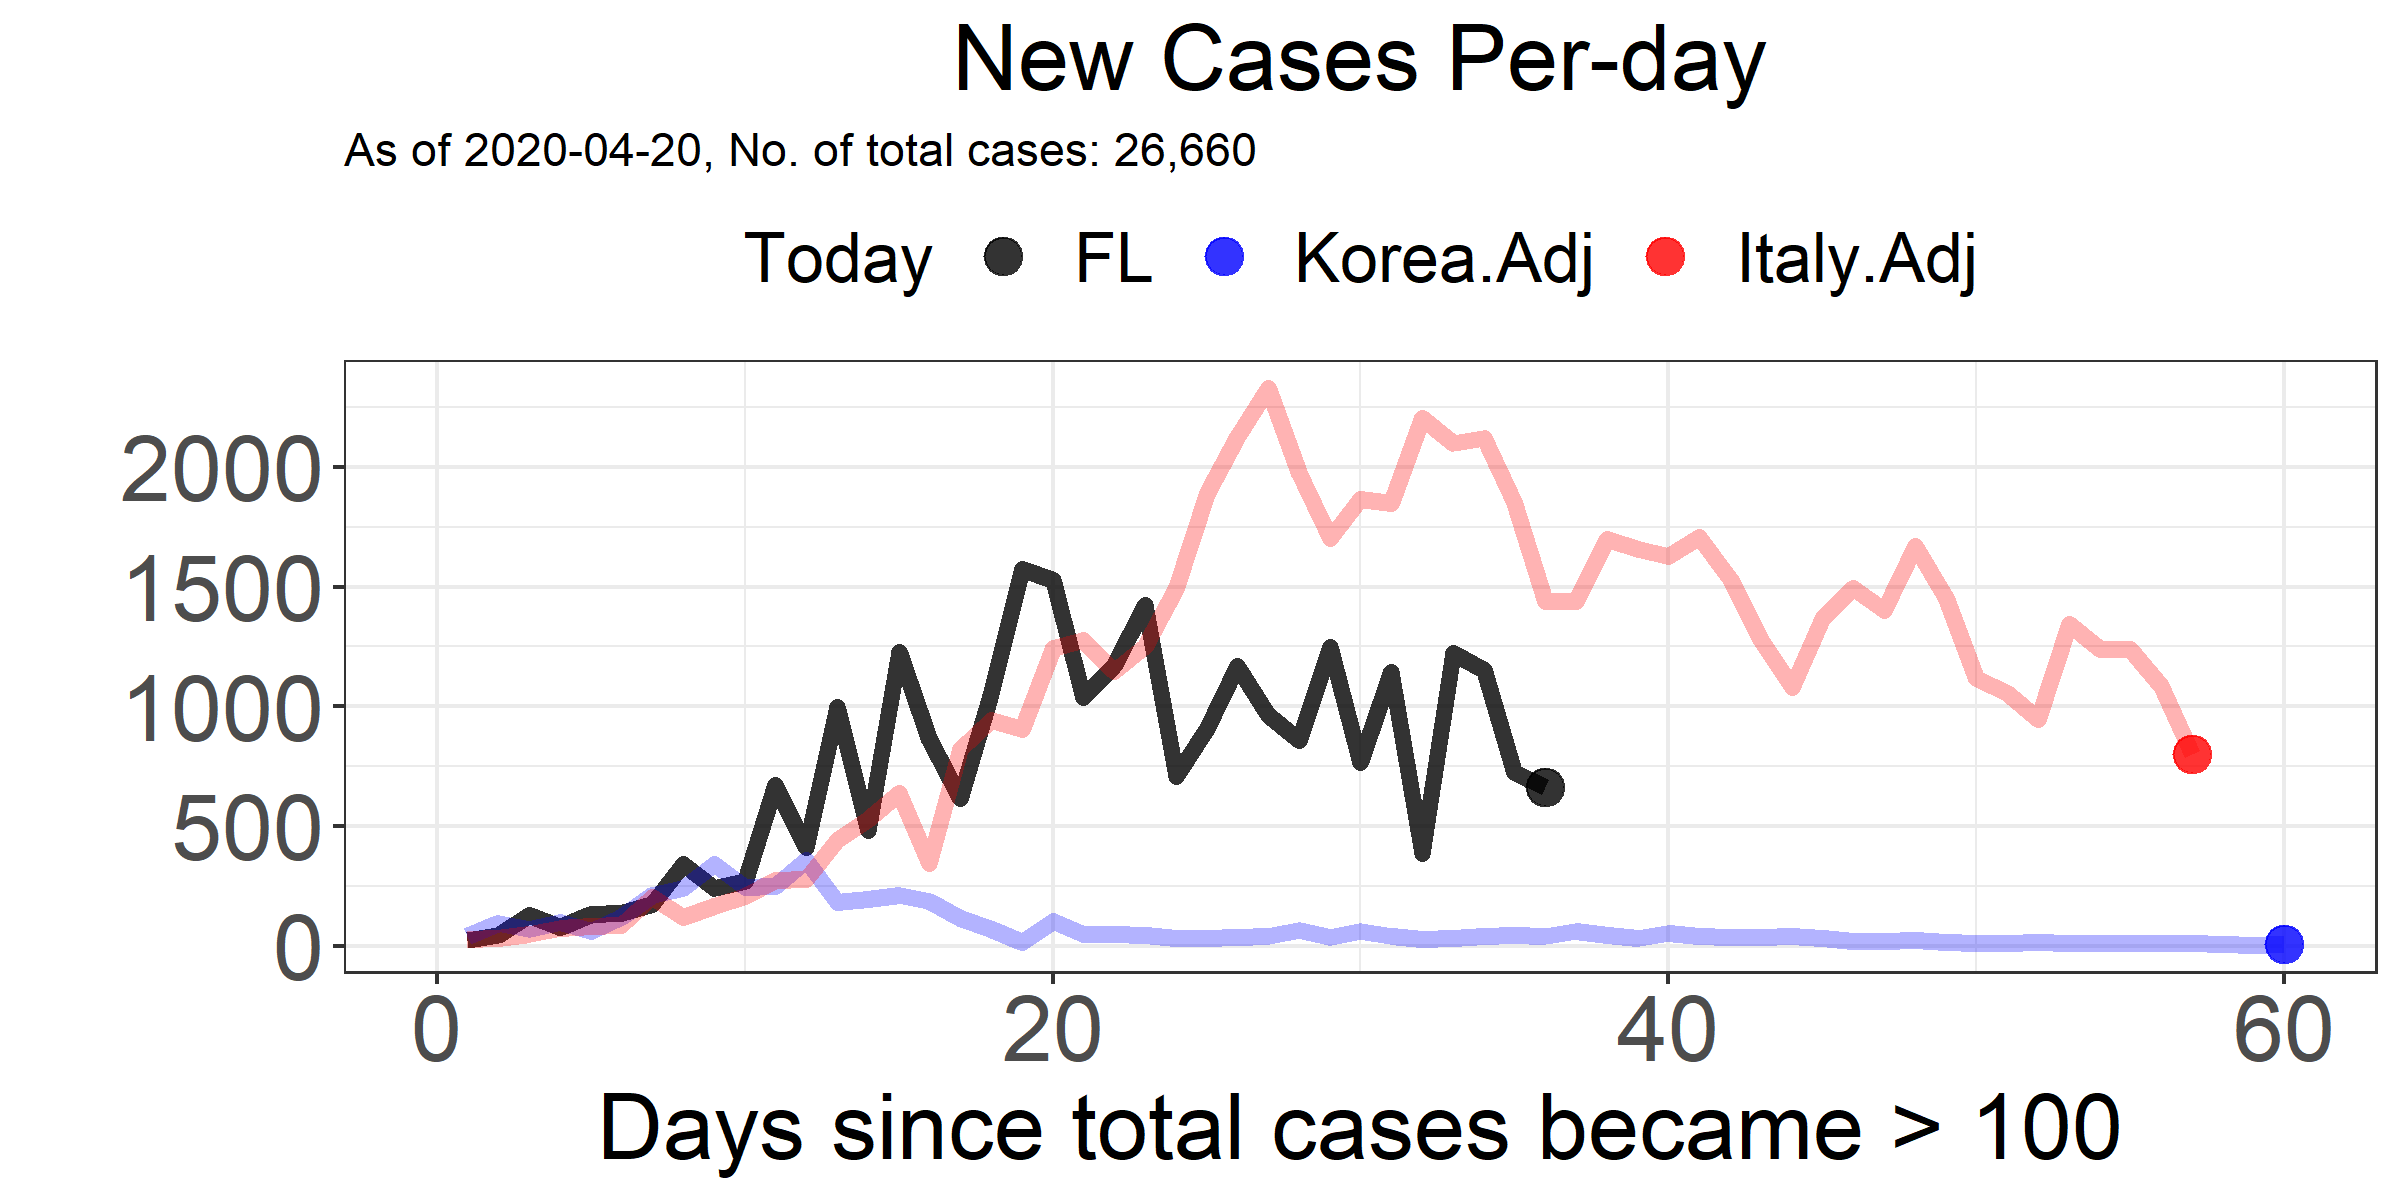 New Cases Per-day
As of 2020-04-20, No. of total cases: 26,660
Today FL Korea.Adj Italy.Adj
2000
1500
1000
500
0
0 20 40 60
Days since total cases became > 100